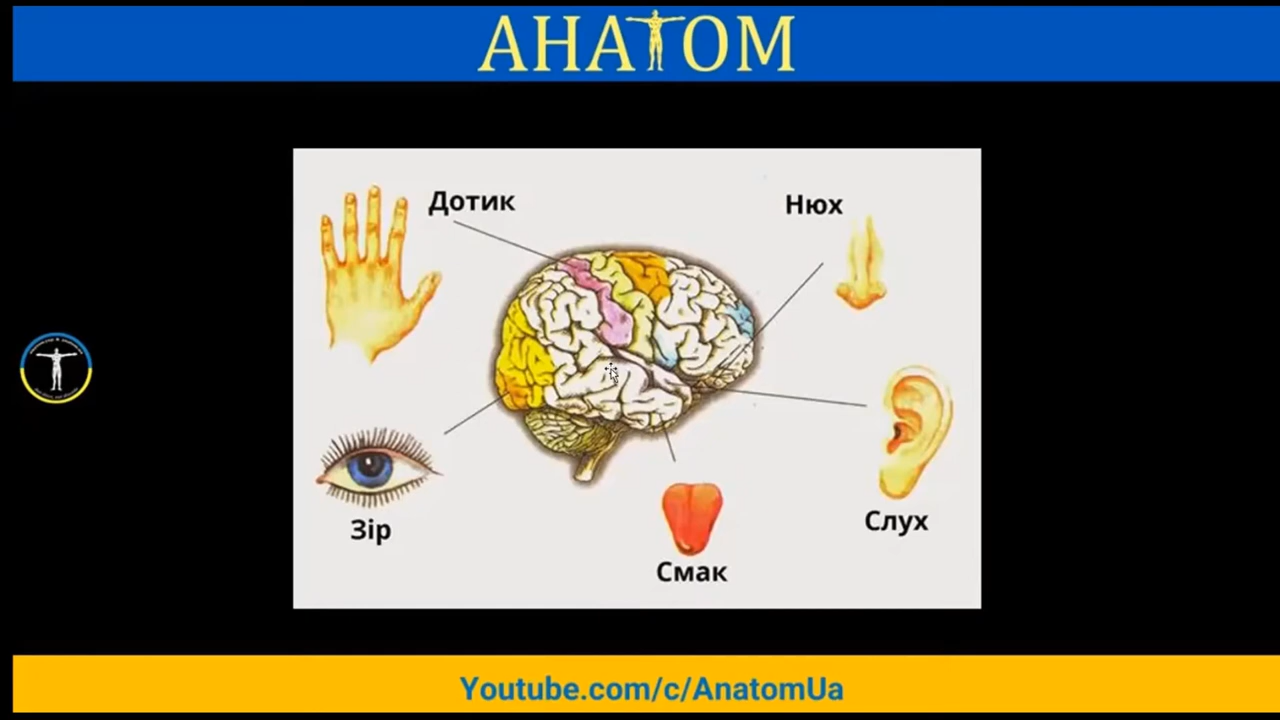 АНАТОМ
Дотик
Нюх
Зір
Слух
Смак
Youtube.com/c/AnatomUa